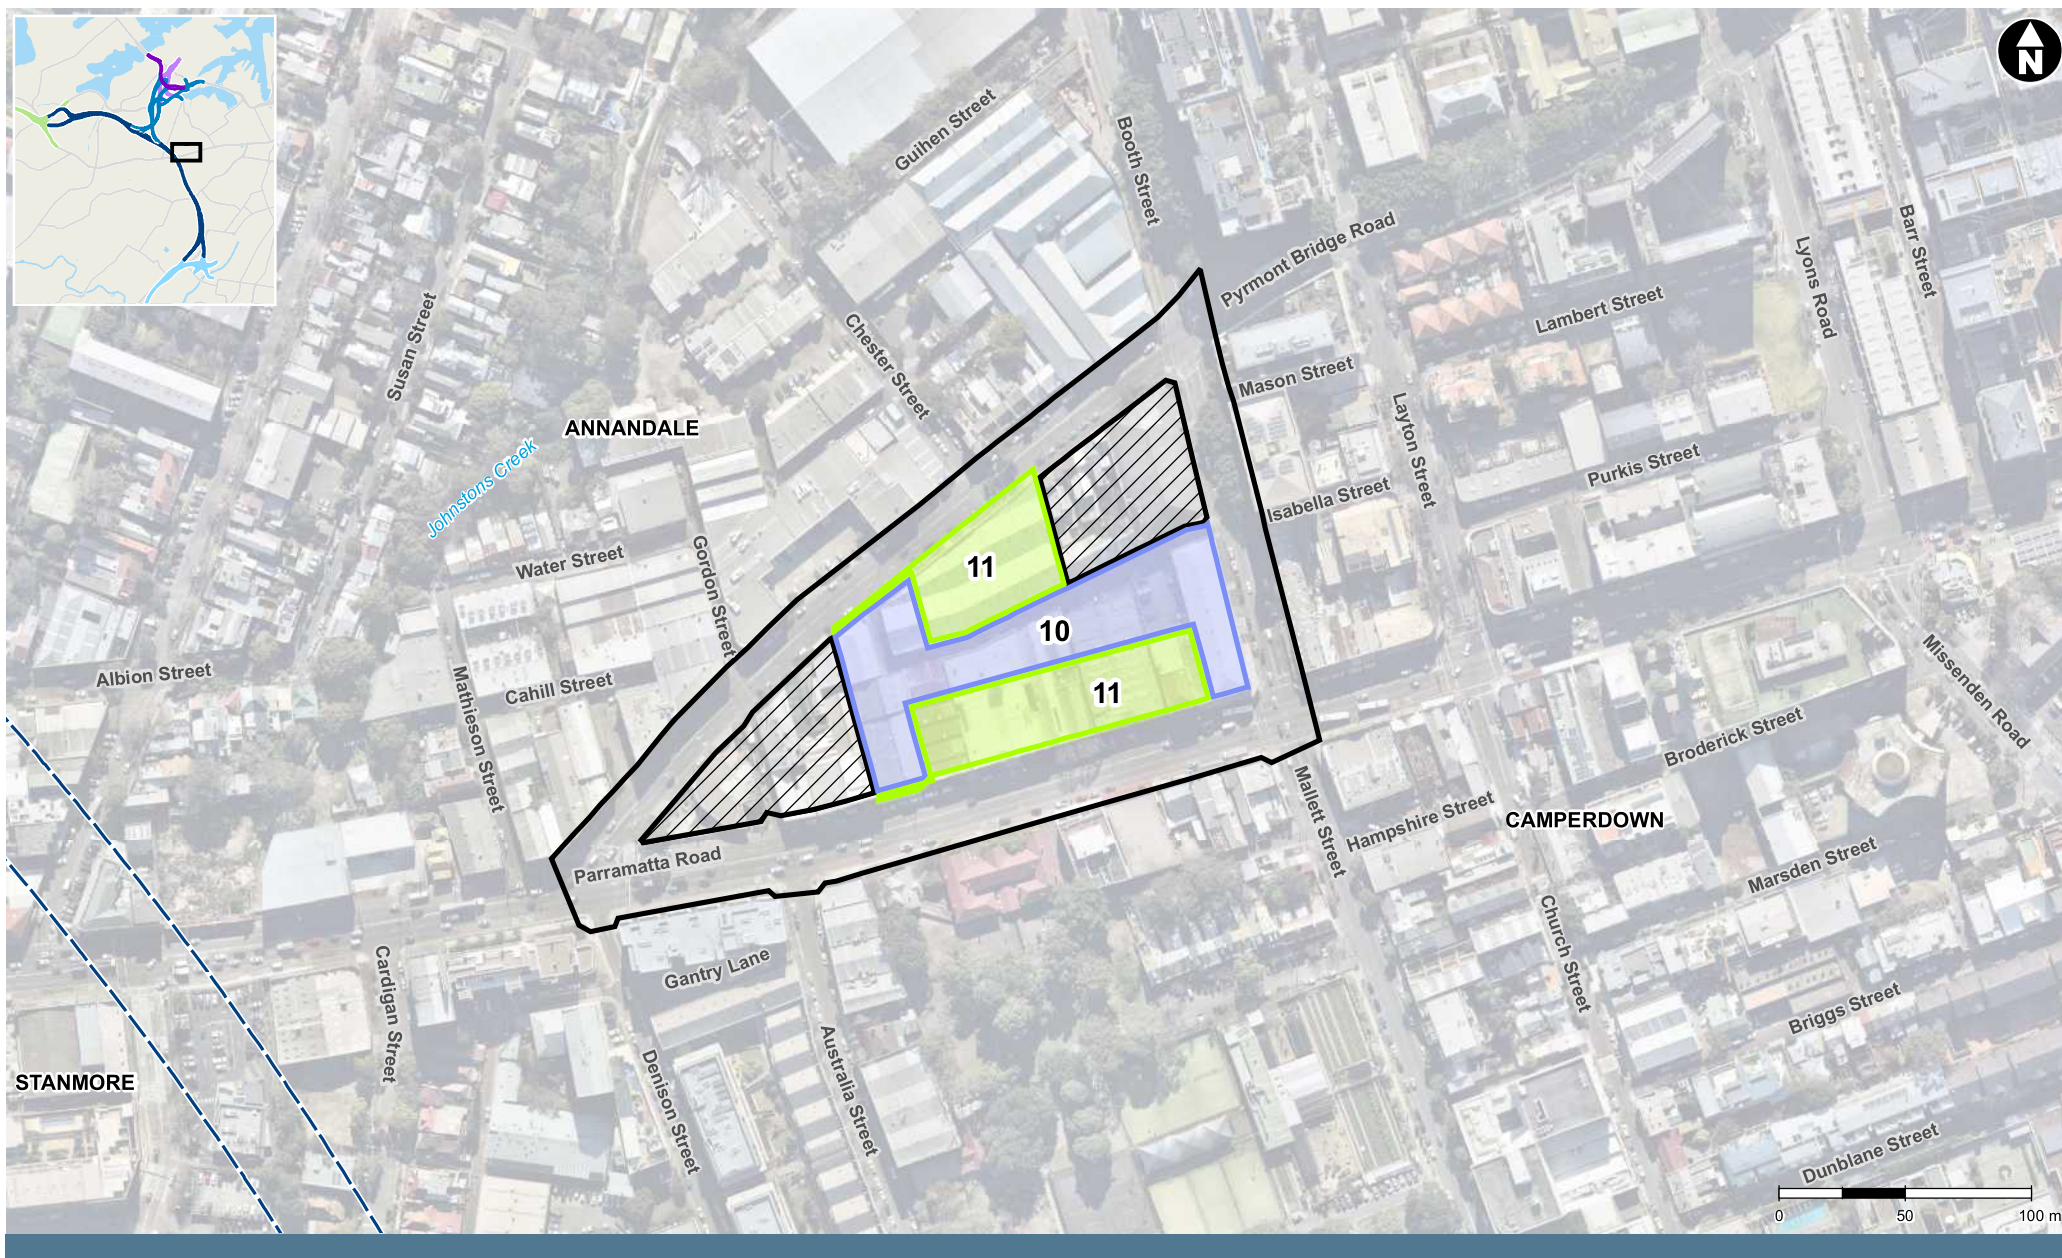 N
Guihen Street
Booth Street
Pyrmont Bridge Road
Barr Street
Lyons Road
Lambert Street
Susan Street
Chester Street
Mason Street
Layton Street
ANNANDALE
Johnstons Creek
Purkis Street
Isabella Street
Water Street
Gordon Street
11
10
11
Albion Street
Mathieson Street
Cahill Street
Missenden Road
Broderick Street
Mallett Street
Hampshire Street
CAMPERDOWN
Parramatta Road
Marsden Street
Church Street
Cardigan Street
Gantry Lane
Briggs Street
Australia Street
Denison Street
STANMORE
Dunblane Street
0 50 100 m